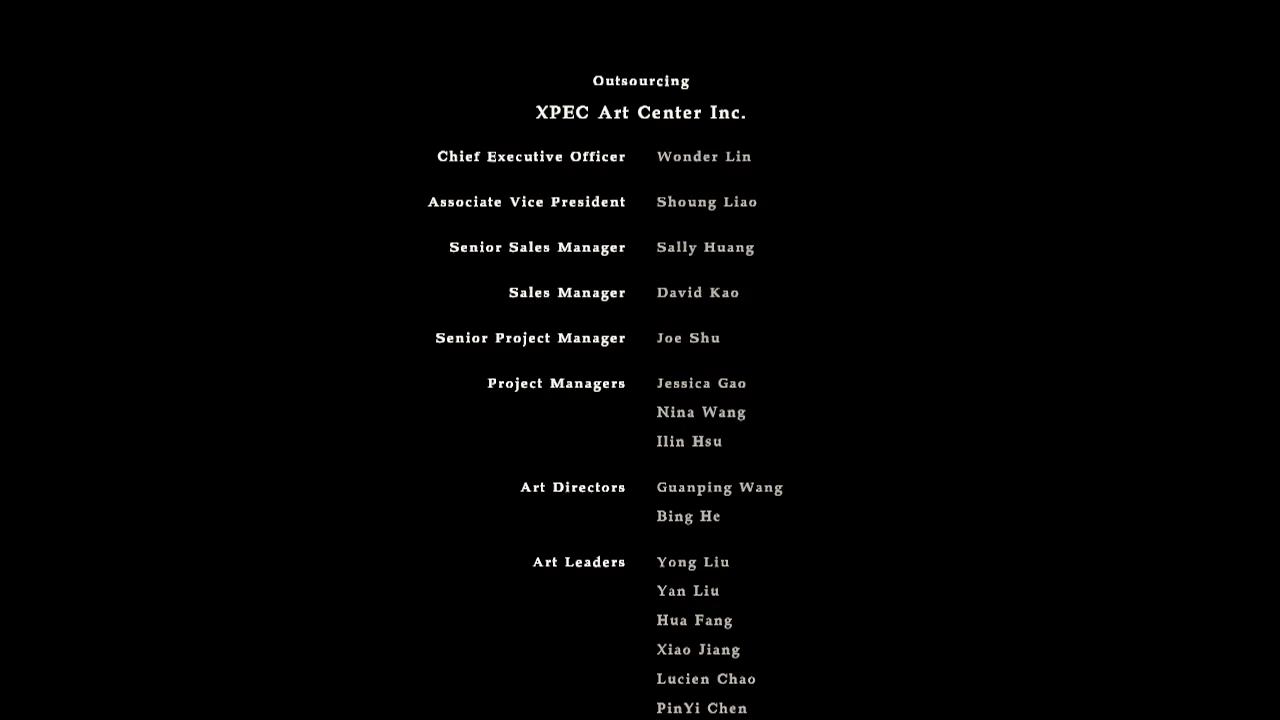 Outsourcing
XPEC Art Center Inc.
Chief Executive Officer Wonder Lin
Associate Vice President Shoung Liao
Senior Sales Manager Sally Huang
Sales Manager David Kao
Senior Project Manager Joe Shu
Project Managers Jessica Gao
Nina Wang
Ilin Hsu
Art Directors Guanping Wang
Bing He
Art Leaders Yong Liu
Yan Liu
Hua Fang
Xiao Jiang
Lucien Chao
PinYi Chen